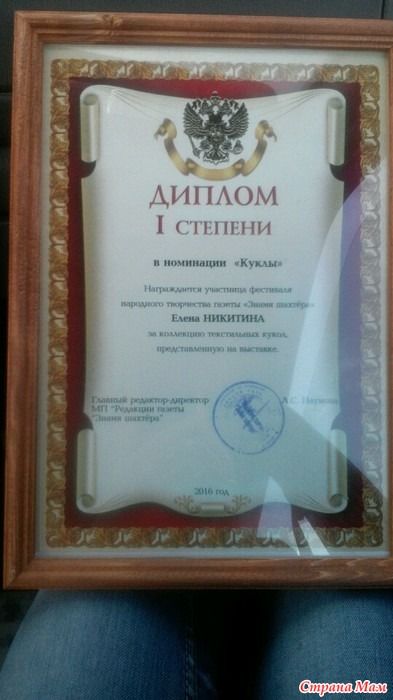 ДИПЛОМ
I СТЕПЕНИ
в номинации «Куклы»
Награждается участница фестиваля
народного творчества газеты «Знамя шахтёра»
Елена НИКИТИНА
за коллекцию текстильных кукол,
представленную на выставке.
Главный редактор-директор
МП "Редакции газеты
"Знамя шахтёра"
2016 год
Страна Мам